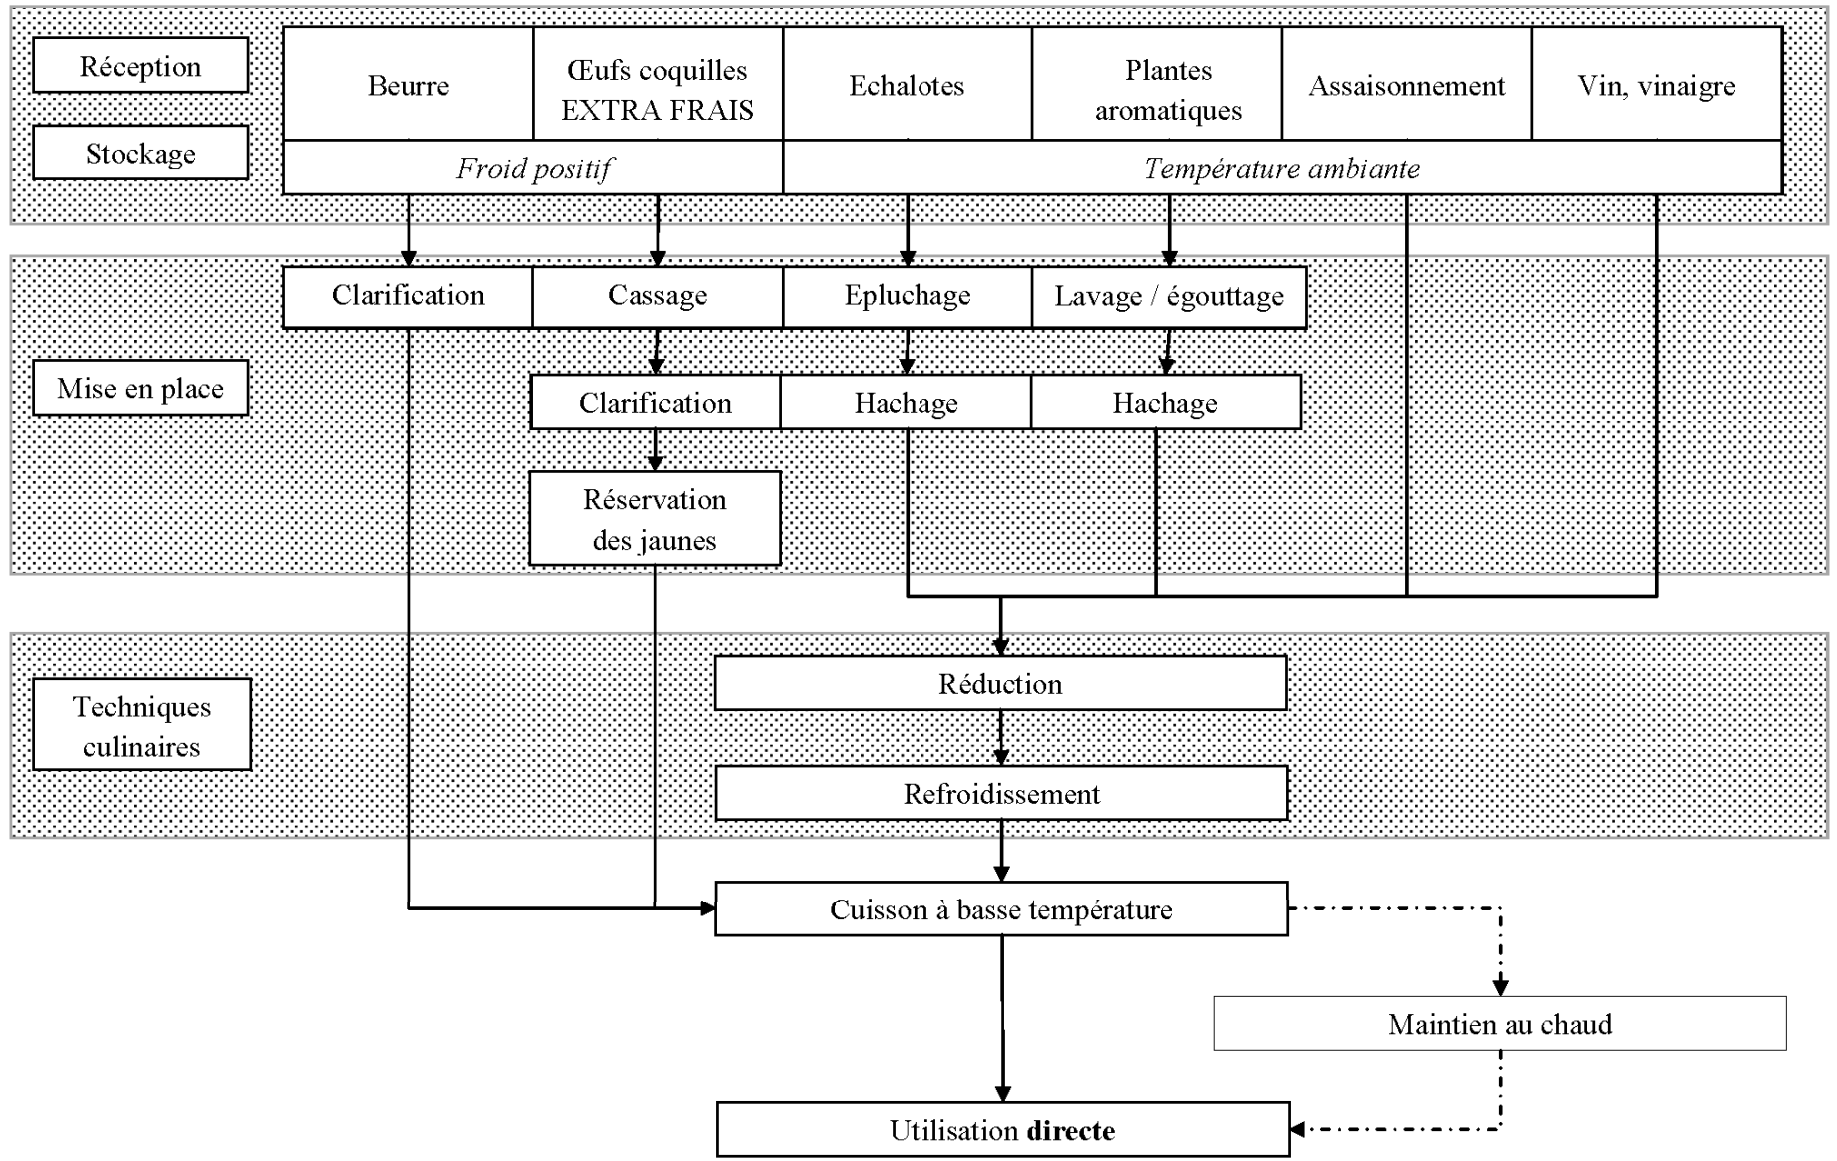 Réception
Beurre
Œufs coquilles
EXTRA FRAIS
Echalotes
Plantes
aromatiques
Assaisonnement
Vin, vinaigre
Stockage
Froid positif
Température ambiante
Clarification
Cassage
Epluchage
Lavage / égouttage
Mise en place
Clarification
Hachage
Hachage
Réservation
des jaunes
Techniques
culinaires
Réduction
Refroidissement
Cuisson à basse température
Maintien au chaud
Utilisation directe